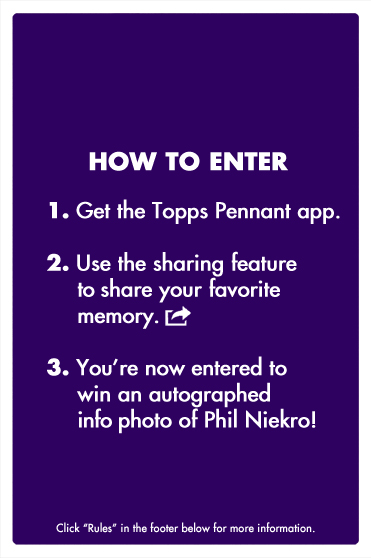 HOW TO ENTER
1. Get the Topps Pennant app.
2. Use the sharing feature
to share your favorite
memory.
3. You're now entered to
win an autographed
info photo of Phil Niekro!
Click "Rules" in the footer below for more information.